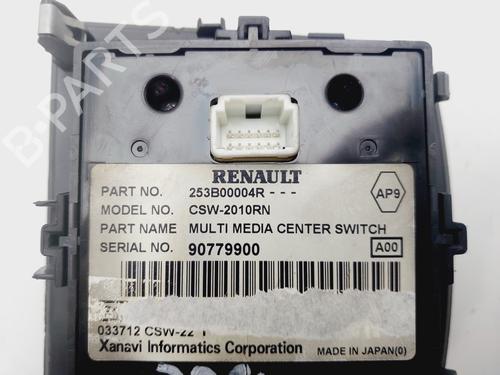 RENAULT
PART NO. 253B00004R - - -
AP9
MODEL NO. CSW-2010RN
PART NAME MULTI MEDIA CENTER SWITCH
SERIAL NO. 90779900
A00
033712 CSW-22
Xanavi Informatics Corporation MADE IN JAPAN(0)
B-PARTS